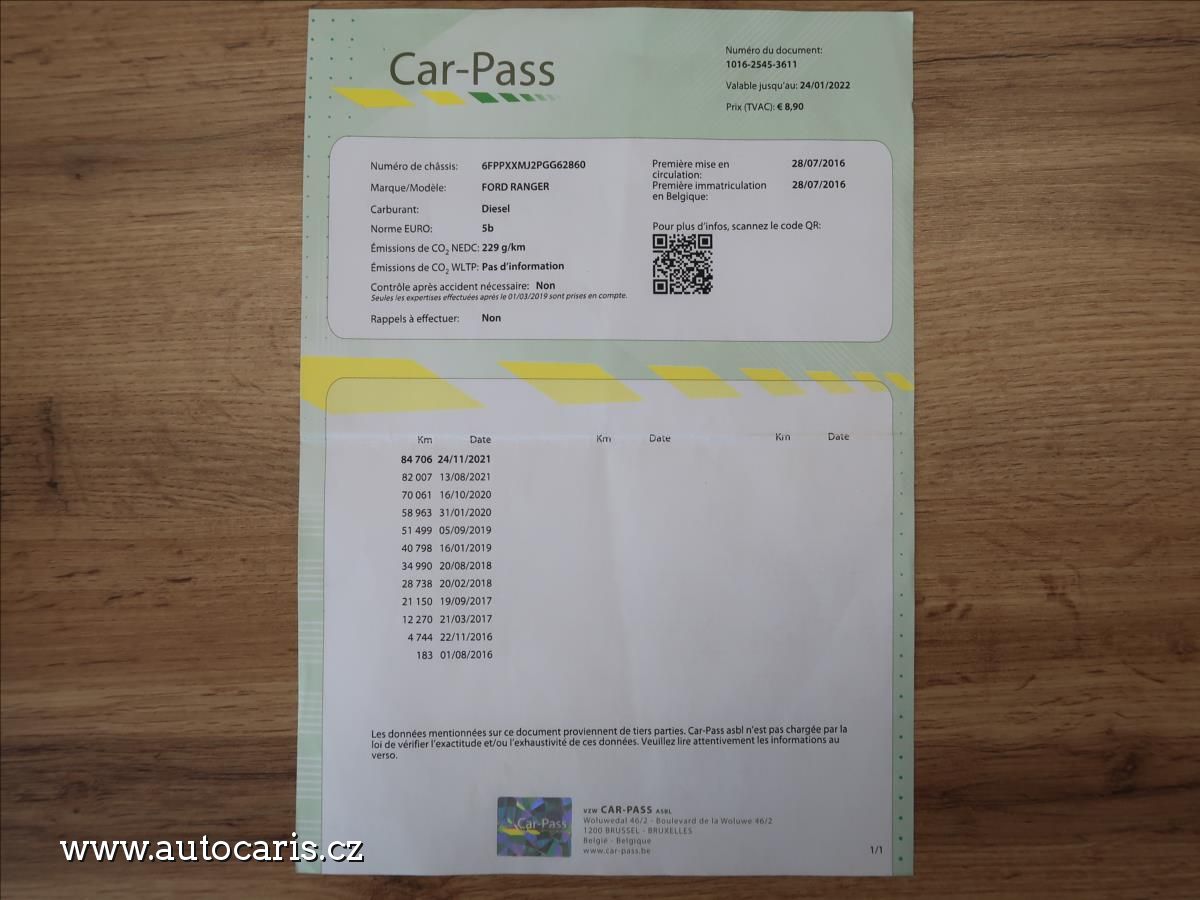 Car-Pass
Numéro du document:
1016-2545-3611
Valable jusqu'au: 24/01/2022
Prix (TVAC): € 8,90
Numéro de châssis: 6FPPXXMJ2PGG62860
Marque/Modèle: FORD RANGER
Carburant: Diesel
Norme EURO: 5b
Émissions de CO2 NEDC: 229 g/km
Émissions de CO2 WLTP: Pas d'information
Contrôle après accident nécessaire: Non
Seules les expertises effectuées après le 01/03/2019 sont prises en compte.
Rappels à effectuer: Non
Première mise en 28/07/2016
circulation:
Première immatriculation 28/07/2016
en Belgique:
Pour plus d'infos, scannez le code QR:
Km Date Km Date Km Date
84 706 24/11/2021
82 007 13/08/2021
70 061 16/10/2020
58 963 31/01/2020
51 499 05/09/2019
40 798 16/01/2019
34 990 20/08/2018
28 738 20/02/2018
21 150 19/09/2017
12 270 21/03/2017
4 744 22/11/2016
183 01/08/2016
Les données mentionnées sur ce document proviennent de tiers parties. Car-Pass asbl n'est pas chargée par la
loi de vérifier l'exactitude et/ou l'exhaustivité de ces données. Veuillez lire attentivement les informations au
verso.
Car-Pass
VZW CAR-PASS ASBL
Woluwedal 46/2 - Boulevard de la Woluwe 46/2
1200 BRUSSEL - BRUXELLES
België - Belgique
www.car-pass.be
1/1
www.autocaris.cz